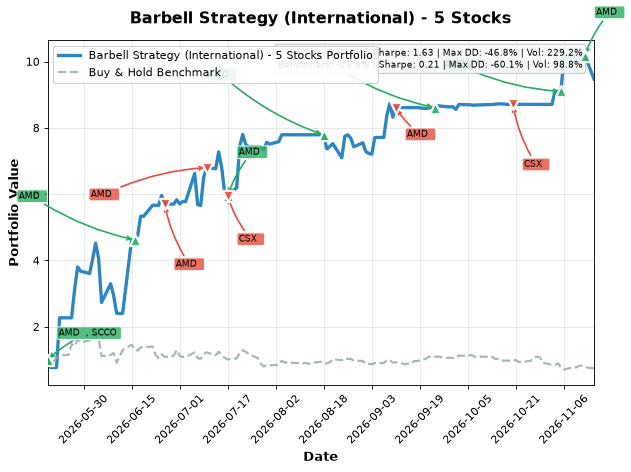 Barbell Strategy (International) - 5 Stocks
AMD
Barbell Strategy (International) - 5 Stocks Portfolio
Buy & Hold Benchmark
harpe: 1.63 | Max DD: -46.8% | Vol: 229.2%
Sharpe: 0.21 | Max DD: -60.1% | Vol: 98.8%
10
8
4
2
Portfolio Value
AMD
AMD
AMD
AMD
CSX
AMD
CSX
AMD , SCCO
2026-05-30
2026-06-15
2026-07-01
2026-07-17
2026-08-02
2026-08-18
2026-09-03
2026-09-19
2026-10-05
2026-10-21
2026-11-06
Date